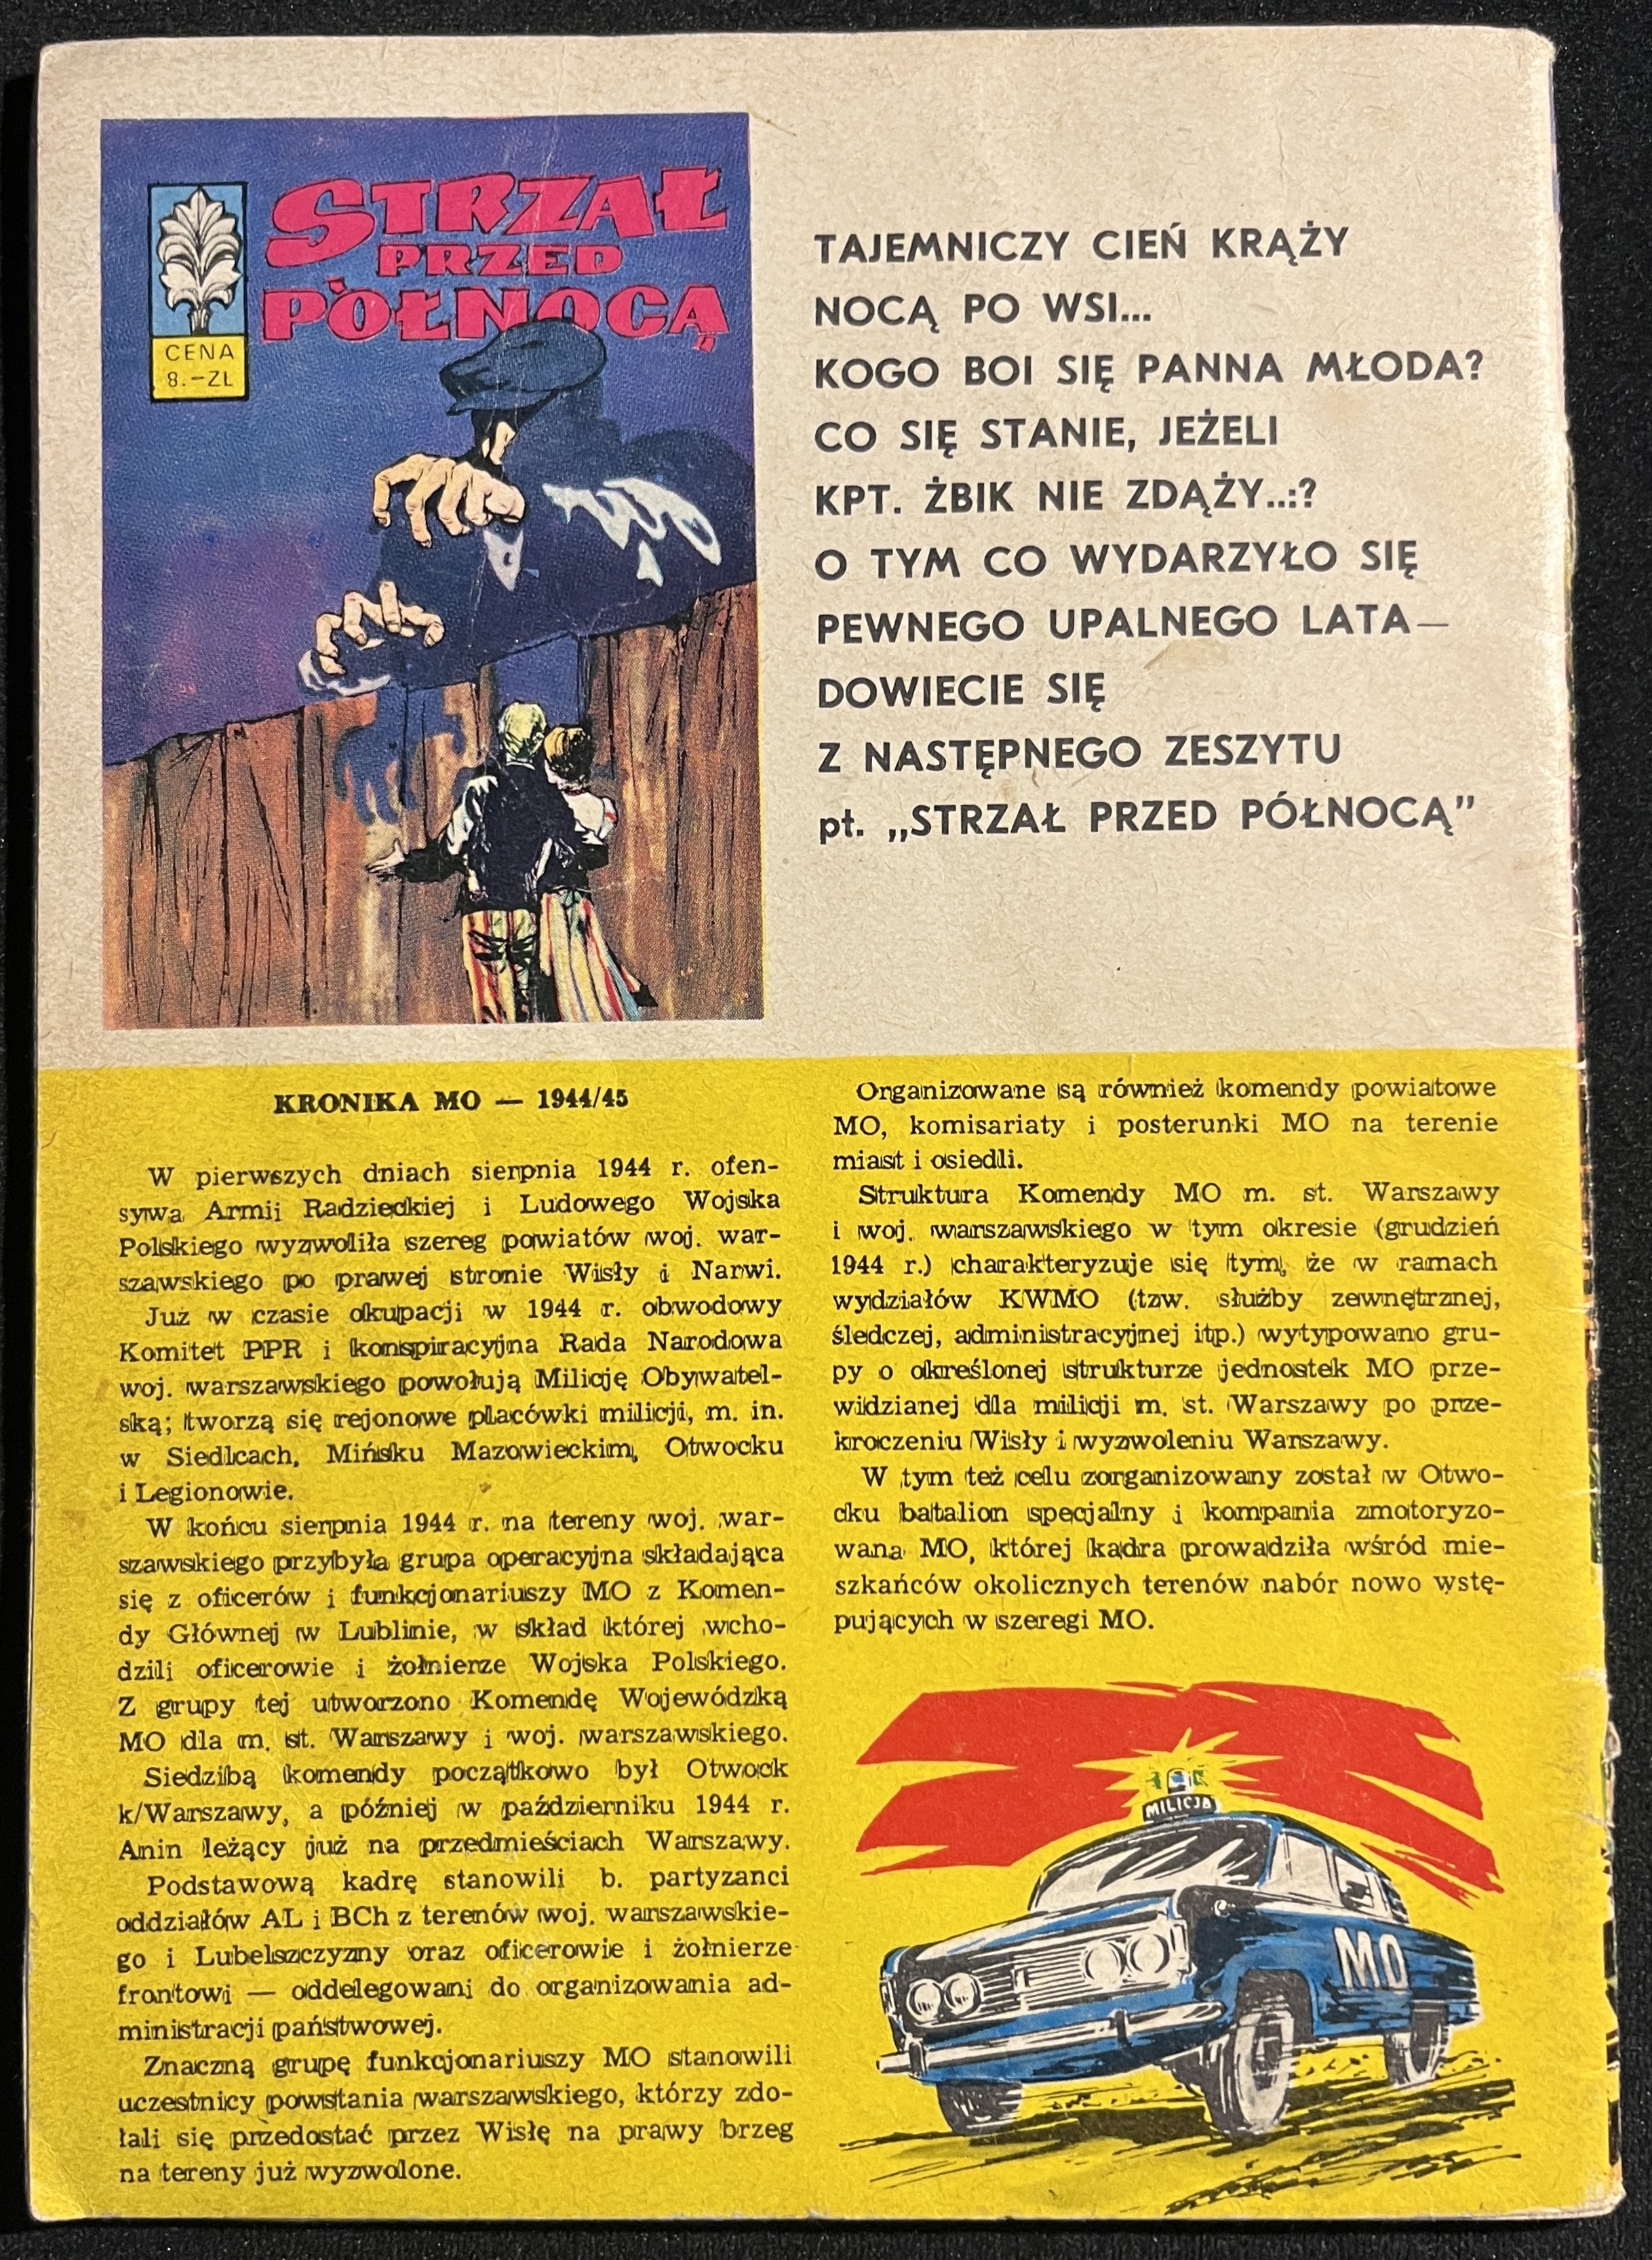 STRZAŁ
PRZED
PÓŁNOCĄ
CENA
8.-ZŁ
TAJEMNICZY CIEŃ KRĄŻY
NOCĄ PO WSI...
KOGO BOI SIĘ PANNA MŁODA?
CO SIĘ STANIE, JEŻELI
KPT. ŻBIK NIE ZDĄŻY..:?
O TYM CO WYDARZYŁO SIĘ
PEWNEGO UPALNEGO LATA—
DOWIECIE SIĘ
Z NASTĘPNEGO ZESZYTU
pt. „STRZAŁ PRZED PÓŁNOCĄ”
KRONIKA MO — 1944/45
W pierwszych dniach sierpnia 1944 r. ofen-
sywa Armii Radzieckiej i Ludowego Wojska
Polskiego wyzwoliła szereg powiatów woj. war-
szawskiego po prawej stronie Wisły i Narwi.
Już w czasie okupacji w 1944 r. obwodowy
Komitet PPR i konspiracyjna Rada Narodowa
woj. warszawskiego powołują Milicję Obywatel-
ską; tworzą się rejonowe placówki milicji, m. in.
w Siedlcach, Mińsku Mazowieckim, Otwocku
i Legionowie.
W końcu sierpnia 1944 r. na tereny woj. war-
szawskiego przybyła grupa operacyjna składająca
się z oficerów i funkcjonariuszy MO z Komen-
dy Głównej w Lublinie, w skład której wcho-
dzili oficerowie i żołnierze Wojska Polskiego.
Z grupy tej utworzono Komendę Wojewódzką
MO dla m. st. Warszawy i woj. warszawskiego.
Siedzibą komendy początkowo był Otwock
k/Warszawy, a później w październiku 1944 r.
Anin leżący już na przedmieściach Warszawy.
Podstawową kadrę stanowili b. partyzanci
oddziałów AL i BCh z terenów woj. warszawskie-
go i Lubelszczyzny oraz oficerowie i żołnierze
frontowi — oddelegowani do organizowania ad-
ministracji państwowej.
Znaczną grupę funkcjonariuszy MO stanowili
uczestnicy powstania warszawskiego, którzy zdo-
łali się przedostać przez Wisłę na prawy brzeg
na tereny już wyzwolone.
Organizowane są również komendy powiatowe
MO, komisariaty i posterunki MO na terenie
miast i osiedli.
Struktura Komendy MO m. st. Warszawy
i woj. warszawskiego w tym okresie (grudzień
1944 r.) charakteryzuje się tym, że w ramach
wydziałów KWMO (tzw. służby zewnętrznej,
śledczej, administracyjnej itp.) wytypowano gru-
py o określonej strukturze jednostek MO prze-
widzianej dla milicji m. st. Warszawy po prze-
kroczeniu Wisły i wyzwoleniu Warszawy.
W tym też celu zorganizowany został w Otwo-
cku batalion specjalny i kompania zmotoryzo-
wana MO, której kadra prowadziła wśród mie-
szkańców okolicznych terenów nabór nowo wstę-
pujących w szeregi MO.
MILICJA
MO